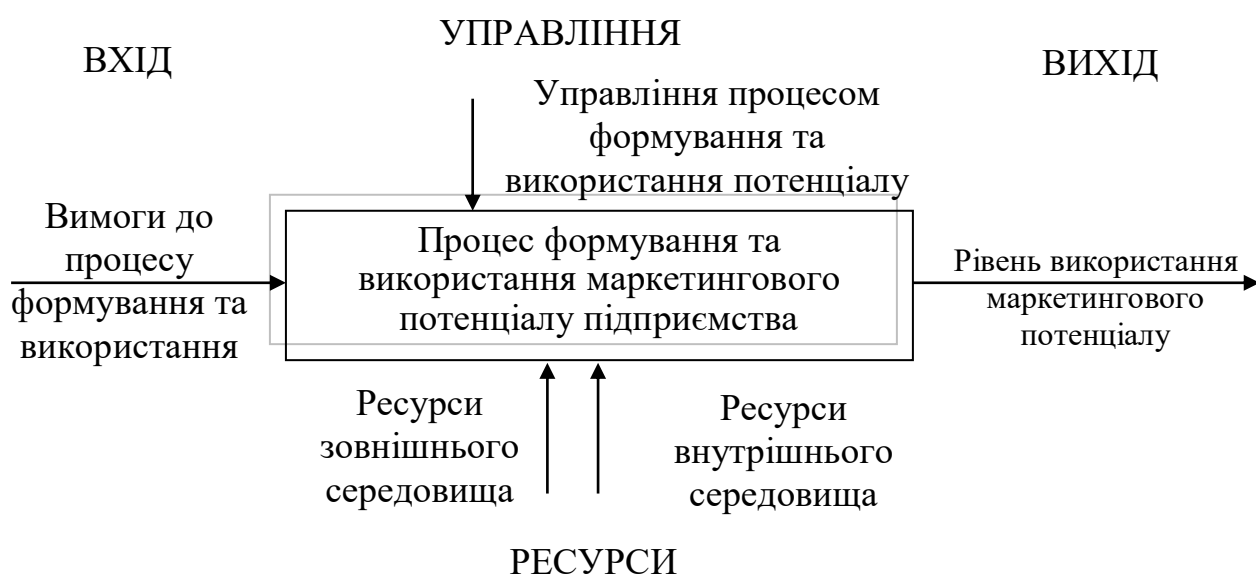 ВХІД
УПРАВЛІННЯ
ВИХІД
Управління процесом
формування та
використання потенціалу
Вимоги до
процесу
формування та
використання
Процес формування та
використання маркетингового
потенціалу підприємства
Рівень використання
маркетингового
потенціалу
Ресурси
зовнішнього
середовища
Ресурси
внутрішнього
середовища
РЕСУРСИ